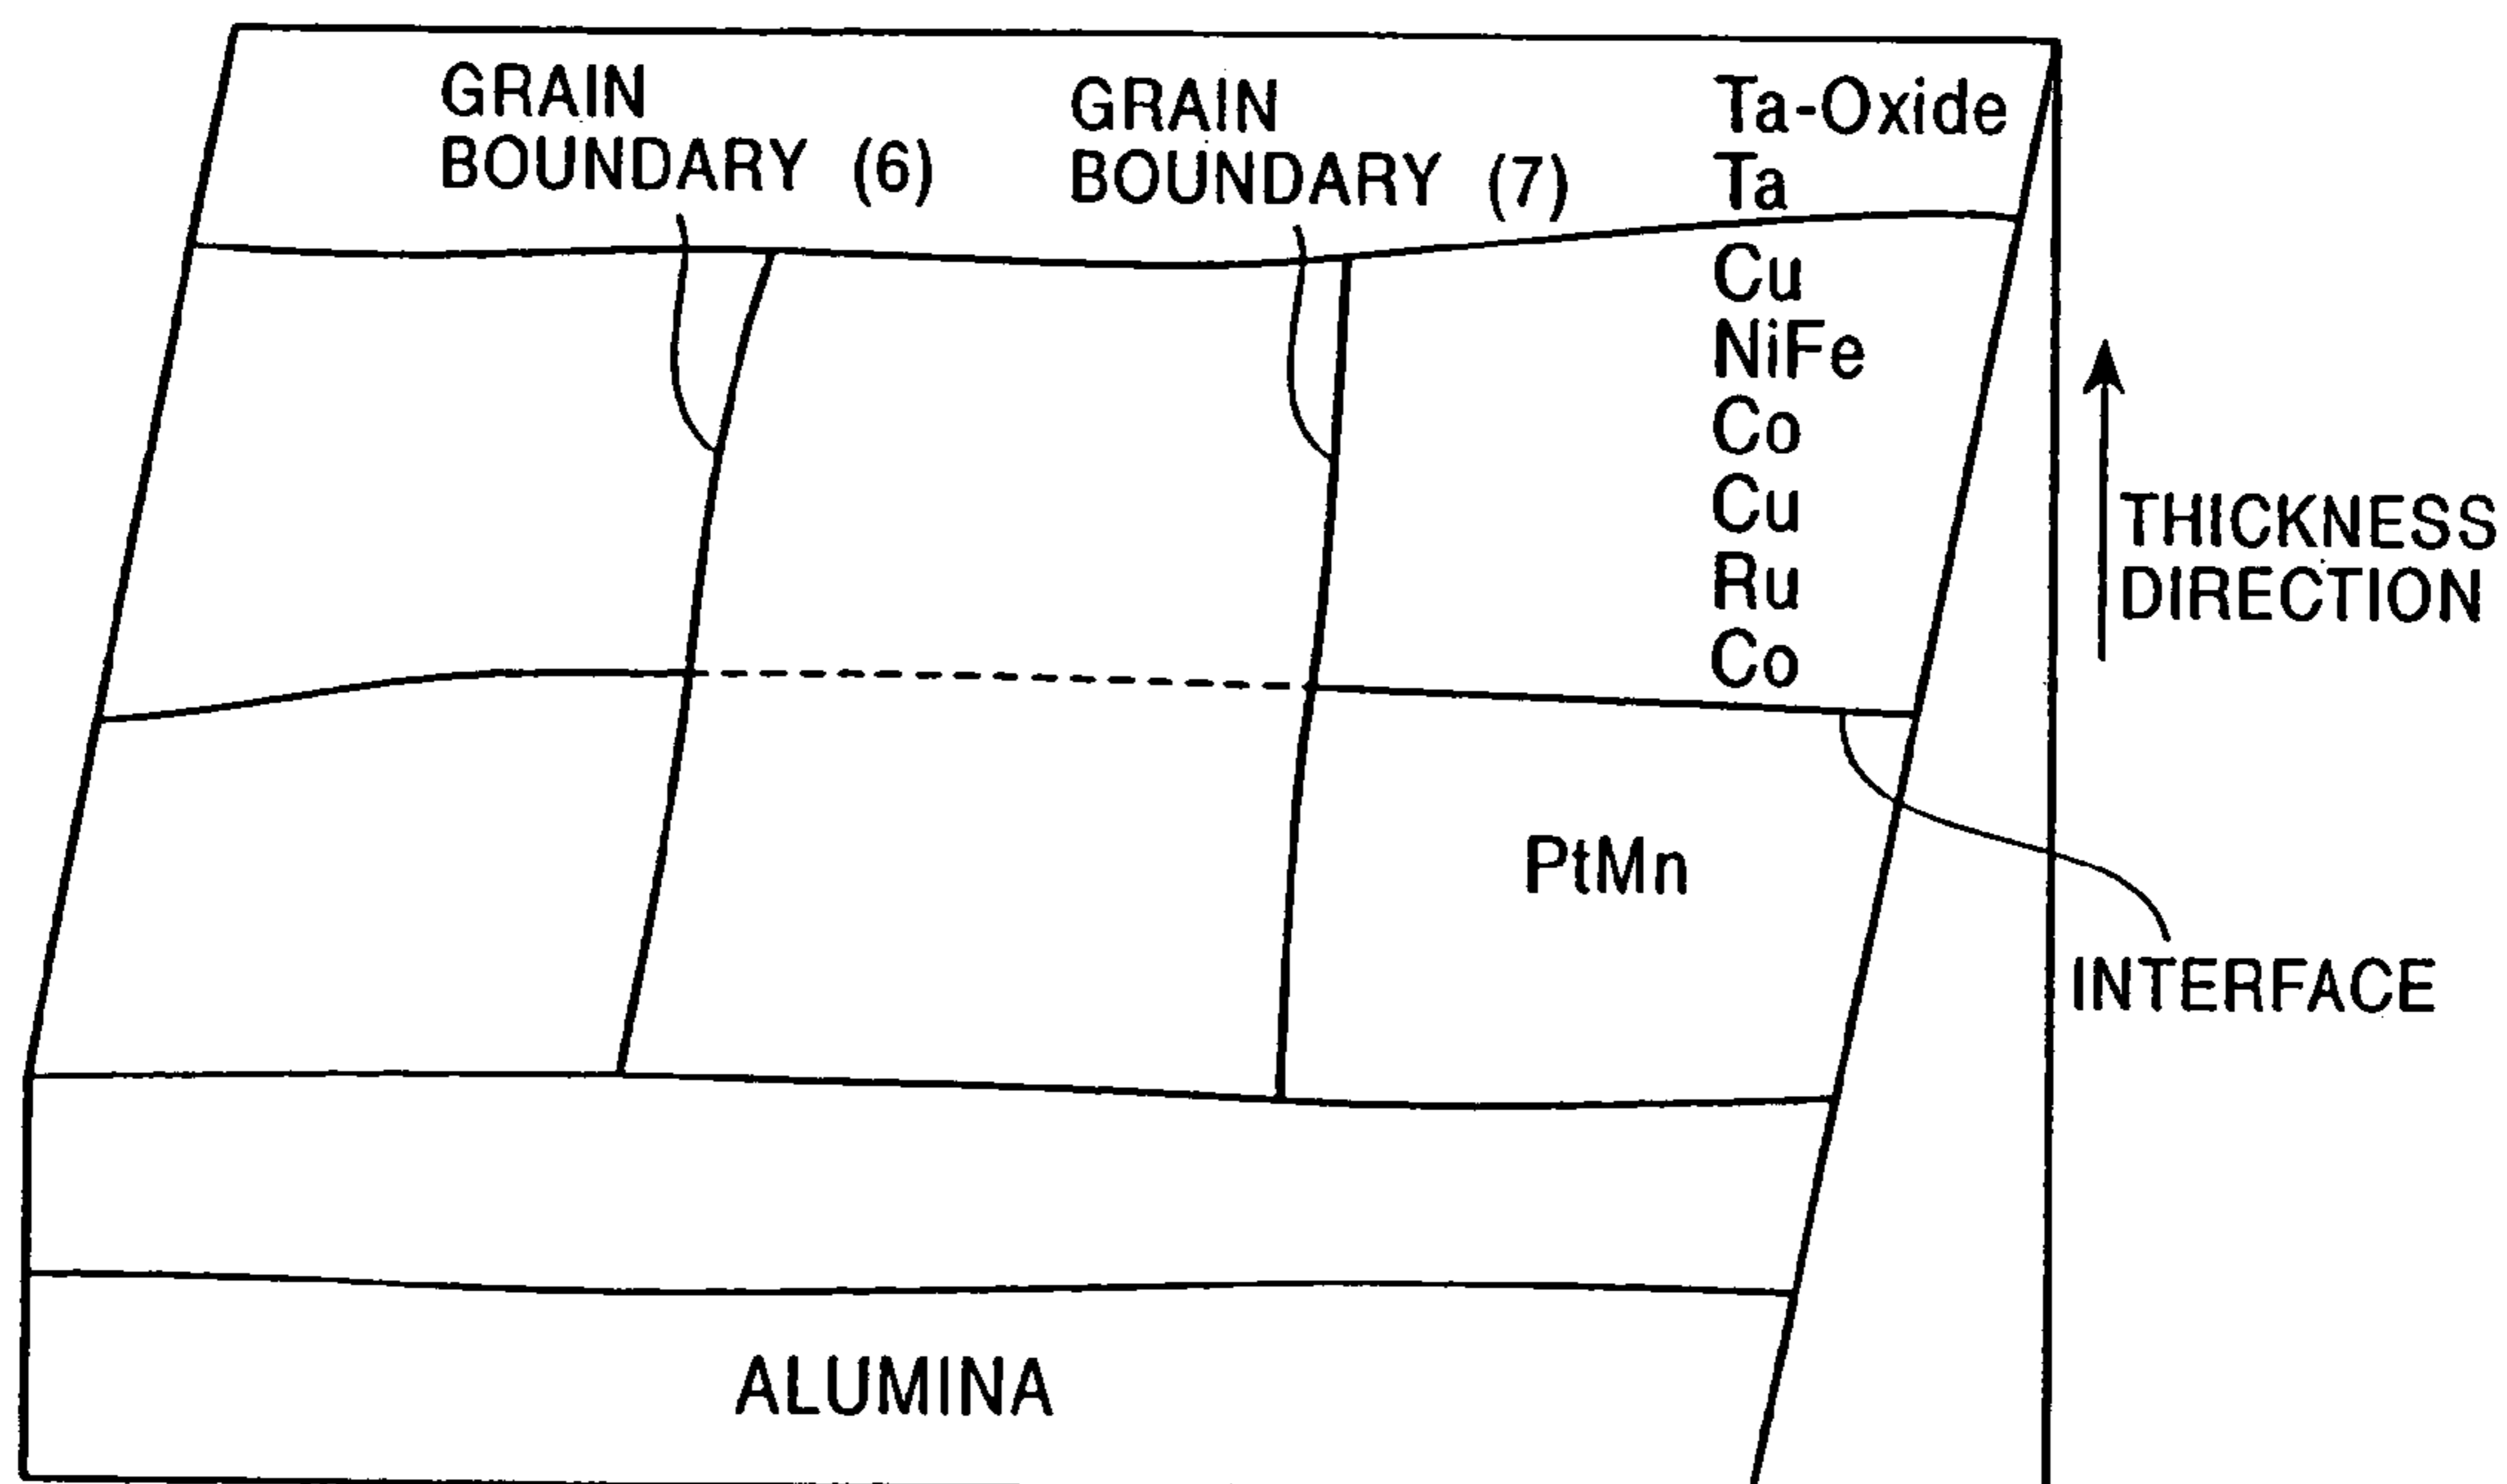 GRAIN
BOUNDARY (6)
GRAIN
BOUNDARY (7)
Ta-Oxide
Ta
Cu
NiFe
Co
Cu
Ru
Co
THICKNESS
DIRECTION
PtMn
INTERFACE
ALUMINA